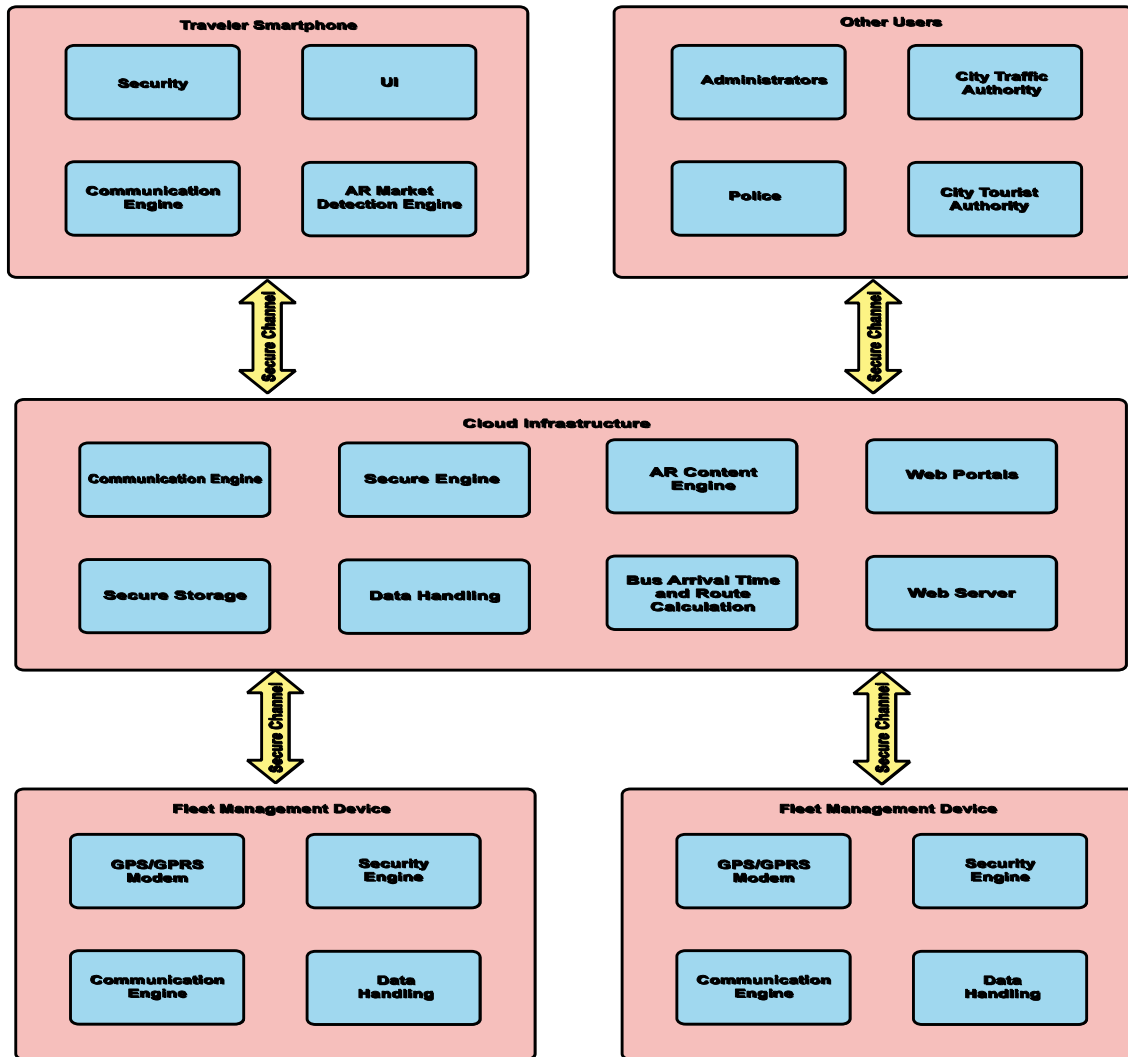 Traveler Smartphone
Security
UI
Communication
Engine
AR Market
Detection Engine
Other Users
Administrators
City Traffic
Authority
Police
City Tourist
Authority
Secure Channel
Secure Channel
Cloud Infrastructure
Communication Engine
Secure Engine
AR Content
Engine
Web Portals
Secure Storage
Data Handling
Bus Arrival Time
and Route
Calculation
Web Server
Secure Channel
Secure Channel
Fleet Management Device
GPS/GPRS
Modem
Security
Engine
Communication
Engine
Data
Handling
Fleet Management Device
GPS/GPRS
Modem
Security
Engine
Communication
Engine
Data
Handling